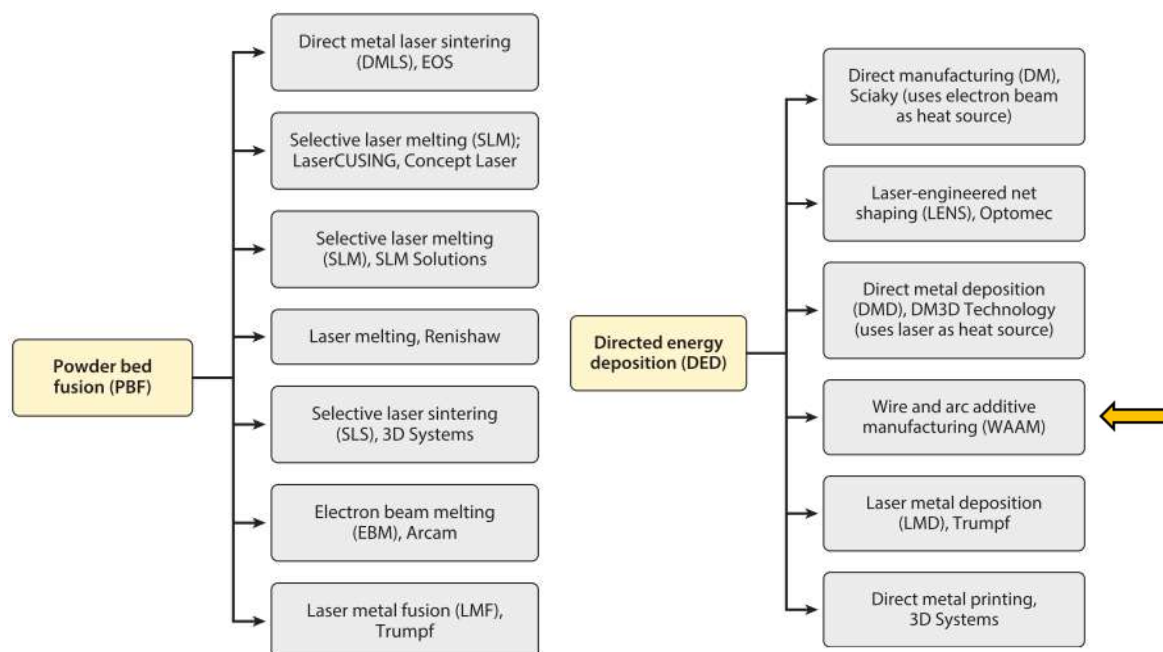 Powder bed
fusion (PBF)
Direct metal laser sintering
(DMLS), EOS
Selective laser melting (SLM);
LaserCUSING, Concept Laser
Selective laser melting
(SLM), SLM Solutions
Laser melting, Renishaw
Selective laser sintering
(SLS), 3D Systems
Electron beam melting
(EBM), Arcam
Laser metal fusion (LMF),
Trumpf
Directed energy
deposition (DED)
Direct manufacturing (DM),
Sciaky (uses electron beam
as heat source)
Laser-engineered net
shaping (LENS), Optomec
Direct metal deposition
(DMD), DM3D Technology
(uses laser as heat source)
Wire and arc additive
manufacturing (WAAM)
Laser metal deposition
(LMD), Trumpf
Direct metal printing,
3D Systems